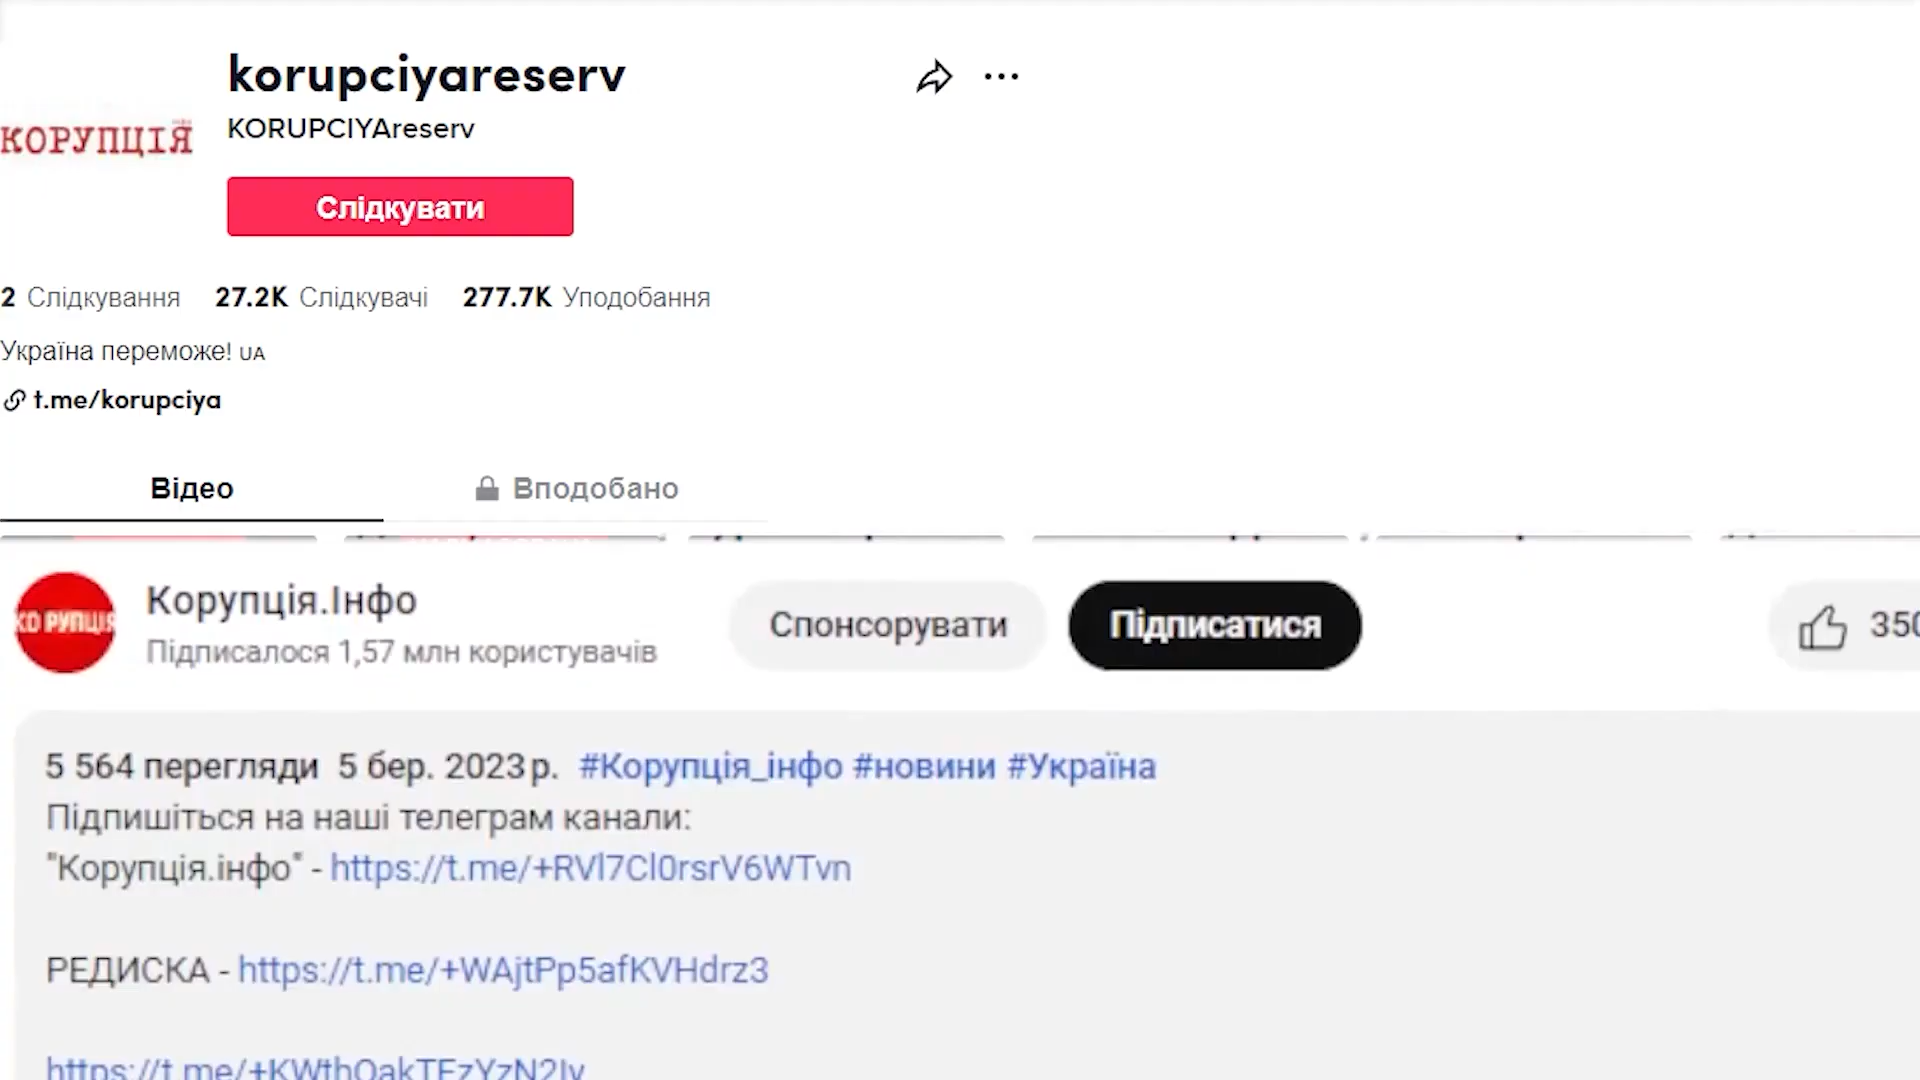 korupciyareserv
KORUPCIYAreserv
КОРУПЦІЯ
Слідкувати
2 Слідкування 27.2K Слідкувачі 277.7K Уподобання
Україна переможе! UA
t.me/korupciya
Відео Вподобано
КОРУПЦІЯ
Корупція.Інфо
Підписалося 1,57 млн користувачів
Спонсорувати Підписатися 350
5 564 перегляди 5 бер. 2023 р. #Корупція_інфо #новини #Україна
Підпишіться на наші телеграм канали:
"Корупція.інфо" - https://t.me/+RVl7Cl0rsrV6WTvn
РЕДИСКА - https://t.me/+WAjtPp5afKVHdrz3
https://t.me/+KWthOakTEzYzN2Iy